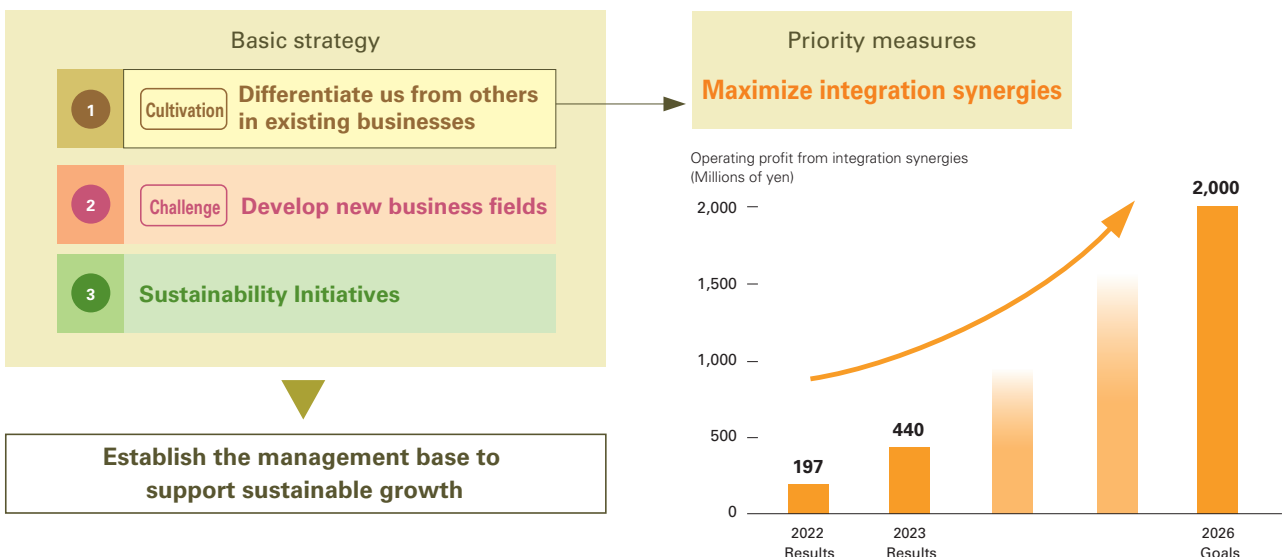 Basic strategy
1
Cultivation
Differentiate us from others
in existing businesses
2
Challenge
Develop new business fields
3
Sustainability Initiatives
Establish the management base to
support sustainable growth
Priority measures
Maximize integration synergies
Operating profit from integration synergies
(Millions of yen)
2,000
1,500
1,000
500
0
197
440
2,000
2022
Results
2023
Results
2026
Goals